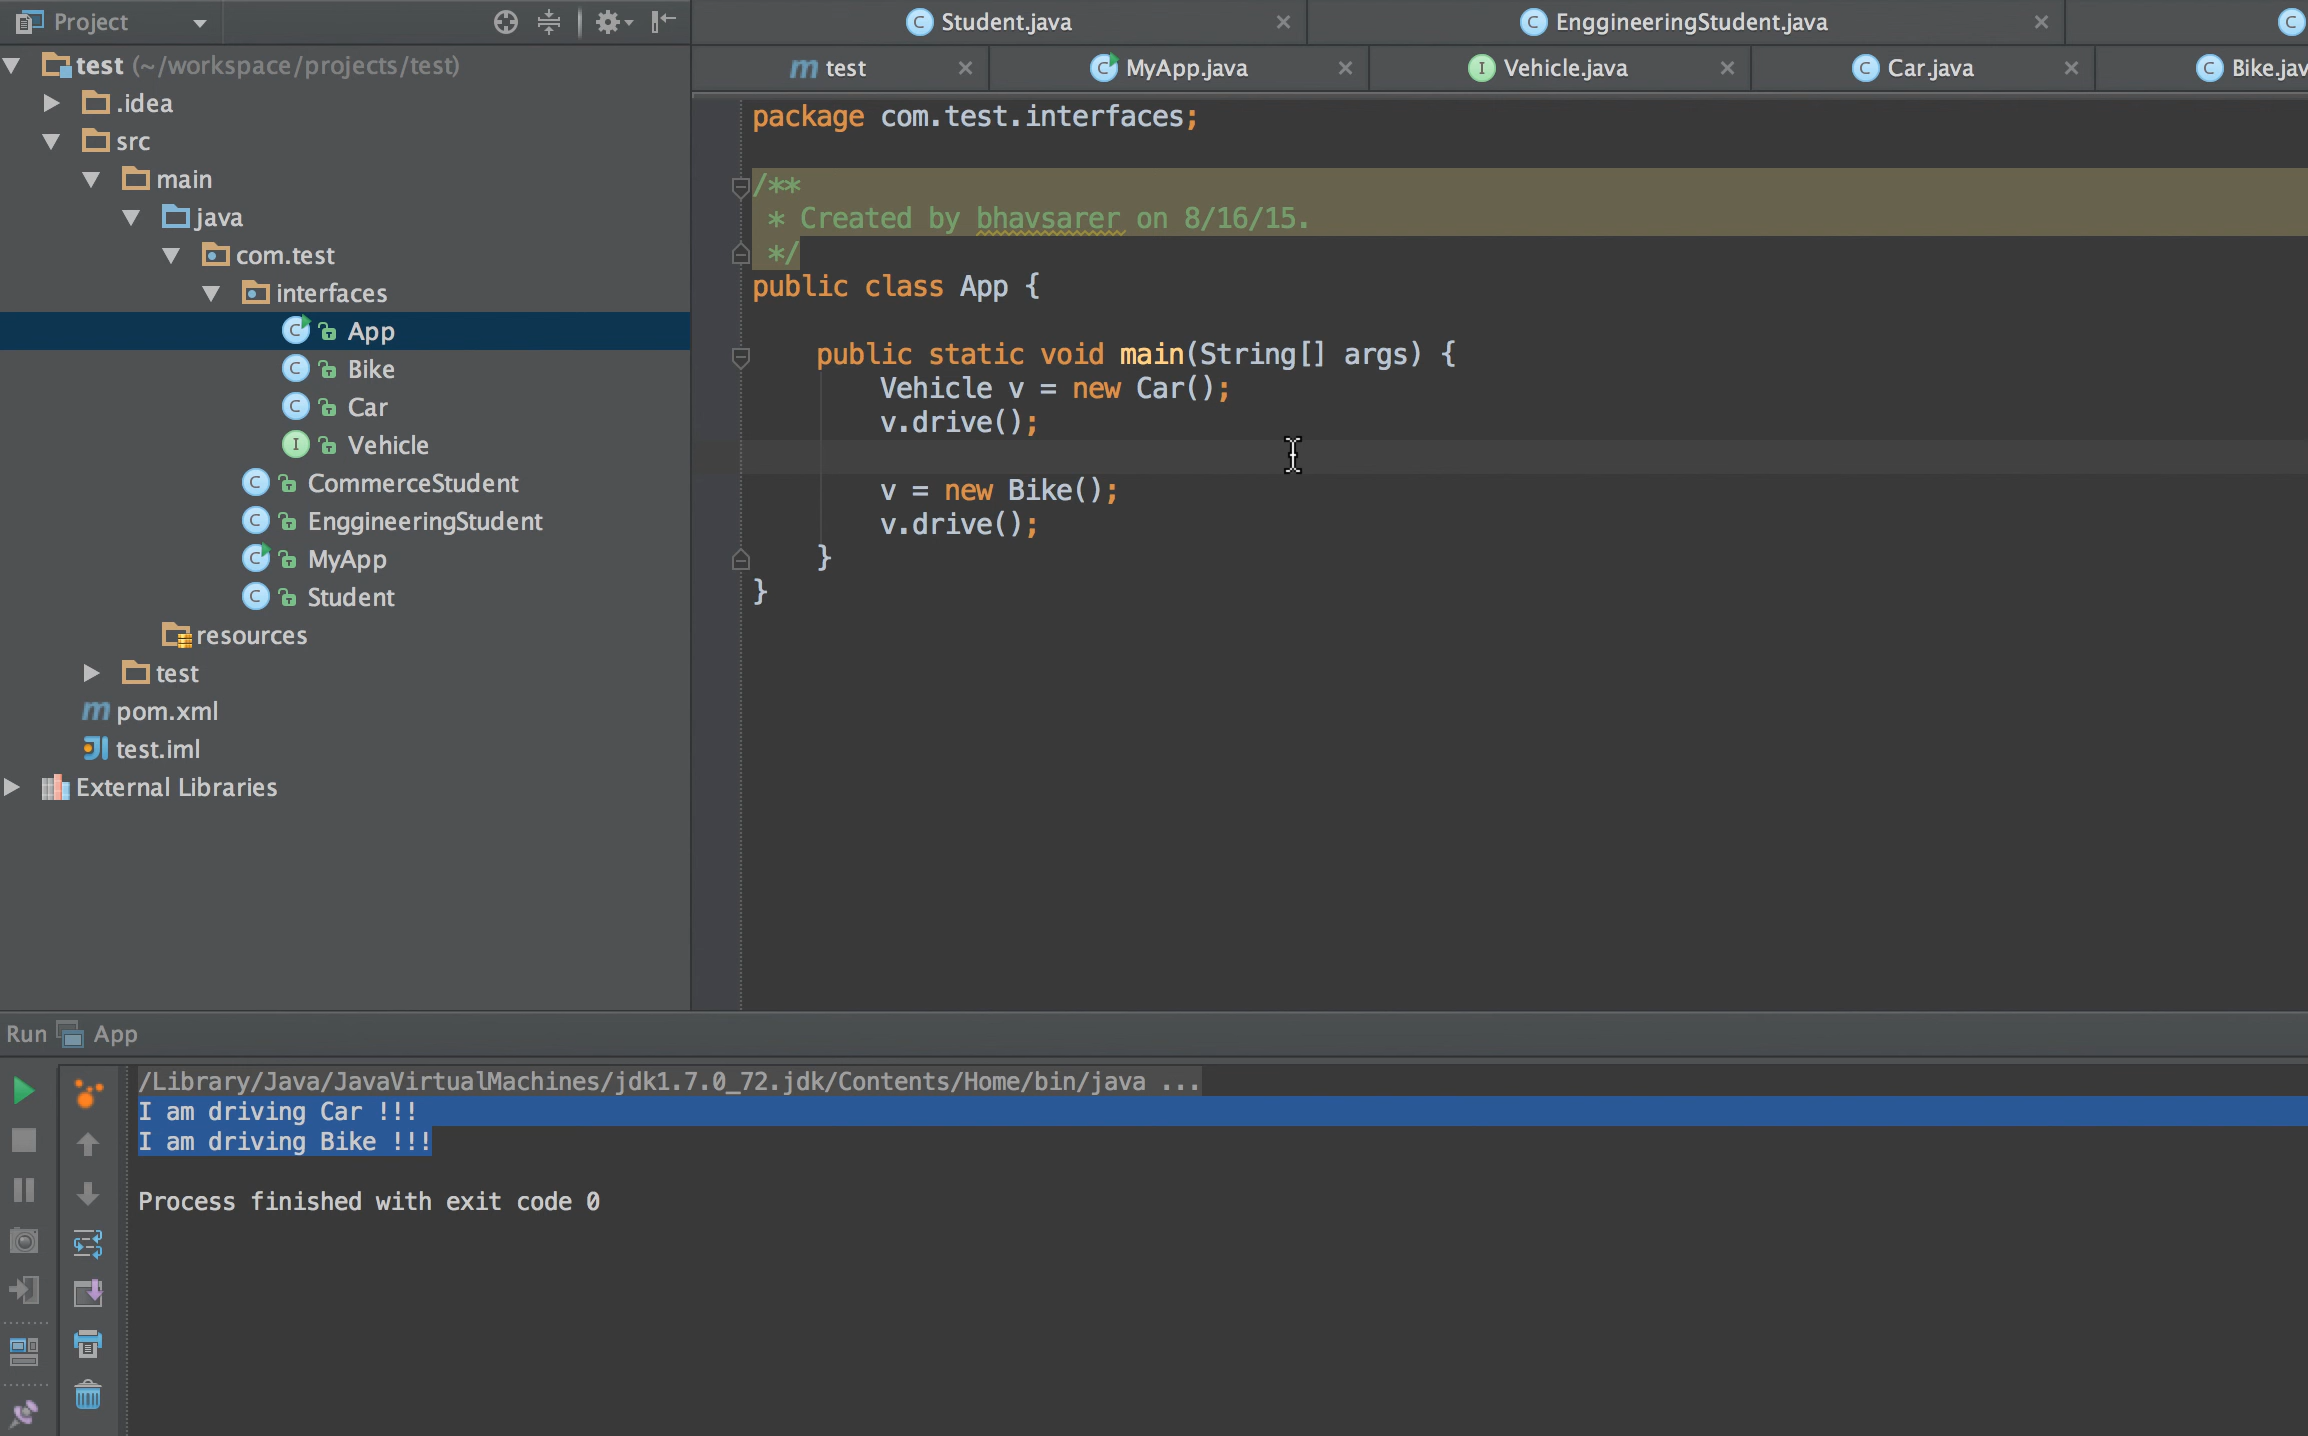 Project
test (~/workspace/projects/test)
.idea
src
main
java
com.test
interfaces
App
Bike
Car
Vehicle
CommerceStudent
EnggineeringStudent
MyApp
Student
resources
test
pom.xml
test.iml
External Libraries
Student.java
EnggineeringStudent.java
test
MyApp.java
Vehicle.java
Car.java
Bike.jav
package com.test.interfaces;
/**
* Created by bhavsarer on 8/16/15.
*/
public class App {
public static void main(String[] args) {
Vehicle v = new Car();
v.drive();
v = new Bike();
v.drive();
}
}
Run App
/Library/Java/JavaVirtualMachines/jdk1.7.0_72.jdk/Contents/Home/bin/java ...
I am driving Car !!!
I am driving Bike !!!
Process finished with exit code 0